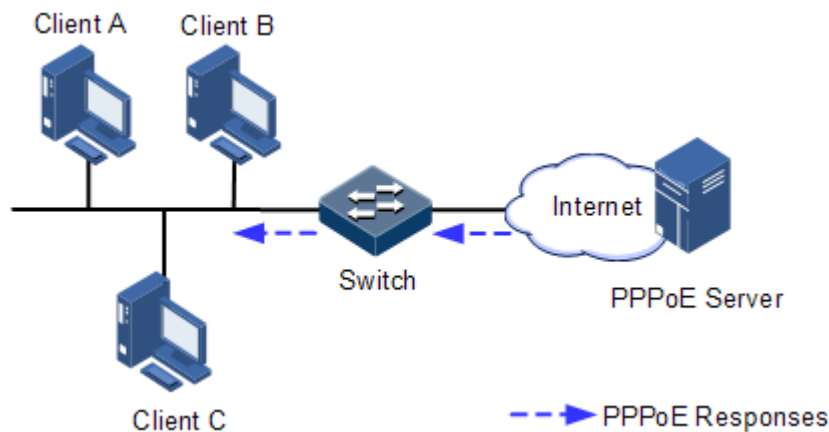 Client A
Client B
Internet
Switch
PPPoE Server
Client C
PPPoE Responses